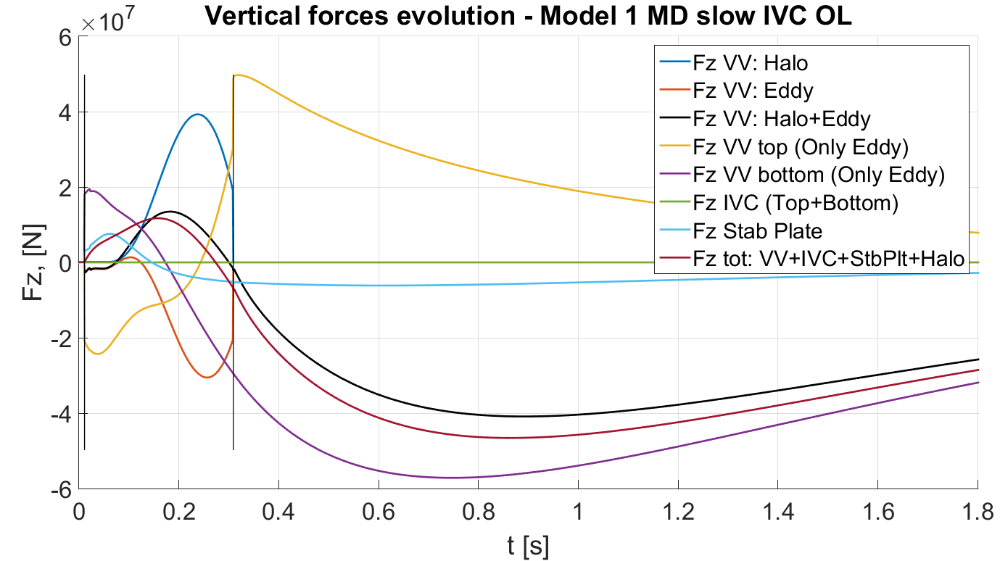 Vertical forces evolution - Model 1 MD slow IVC OL
×10^7
6
4
2
0
-2
-4
-6
Fz, [N]
0 0.2 0.4 0.6 0.8 1 1.2 1.4 1.6 1.8
t [s]
Fz VV: Halo
Fz VV: Eddy
Fz VV: Halo+Eddy
Fz VV top (Only Eddy)
Fz VV bottom (Only Eddy)
Fz IVC (Top+Bottom)
Fz Stab Plate
Fz tot: VV+IVC+StbPlt+Halo